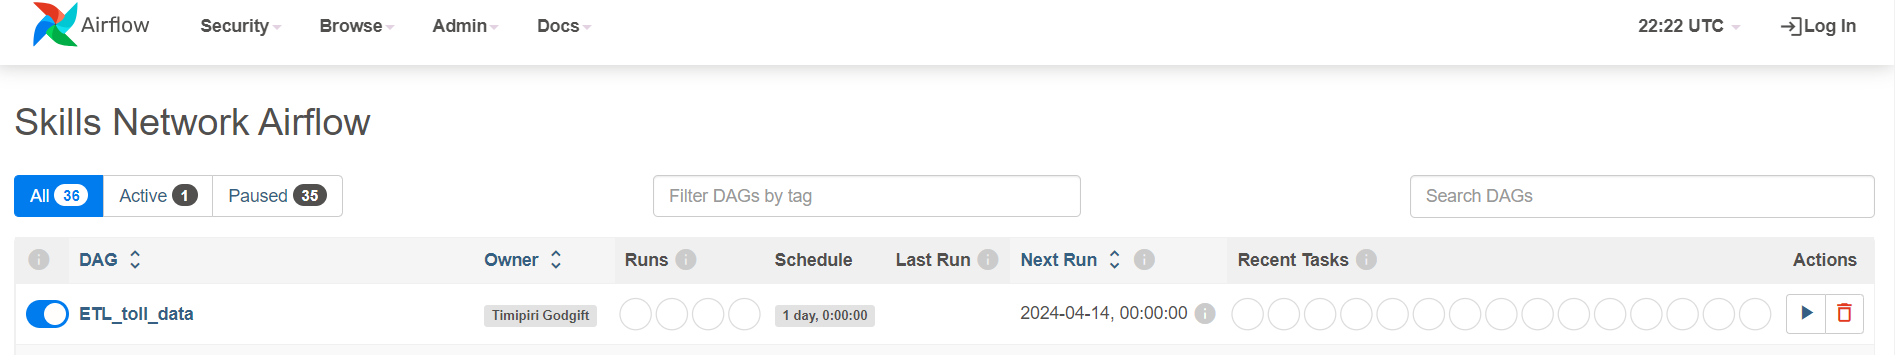 Airflow Security Browse Admin Docs 22:22 UTC Log In
Skills Network Airflow
All 36 Active 1 Paused 35 Filter DAGs by tag Search DAGs
DAG Owner Runs Schedule Last Run Next Run Recent Tasks Actions
ETL_toll_data Timipiri Godgift 1 day, 0:00:00 2024-04-14, 00:00:00